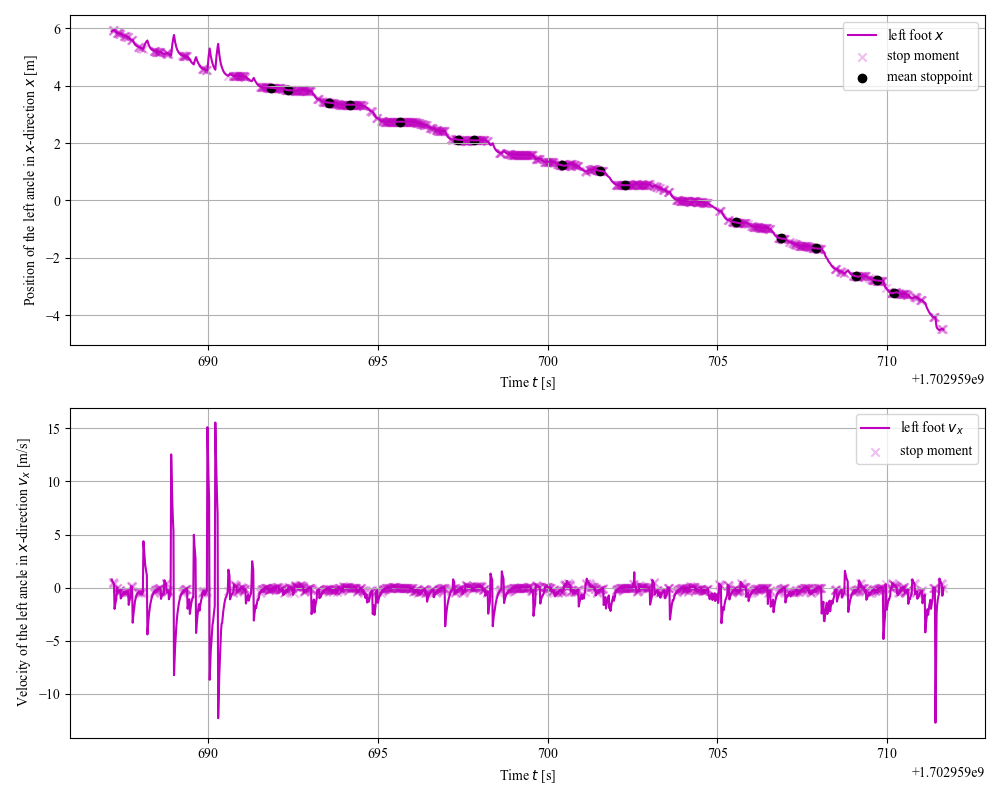 6
4
2
0
−2
−4
Position of the left ancle in x-direction x [m]
left foot x
stop moment
mean stoppoint
690
695
700
705
710
Time t [s]
+1.702959e9
15
10
5
0
−5
−10
Velocity of the left ancle in x-direction vx [m/s]
left foot vx
stop moment
690
695
700
705
710
Time t [s]
+1.702959e9